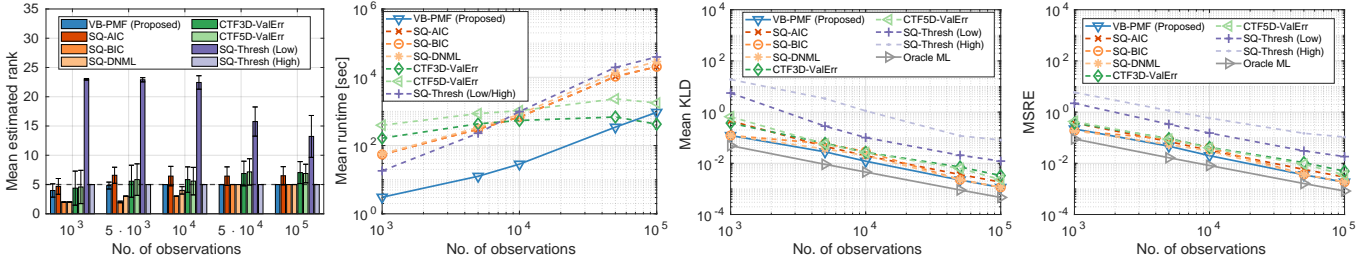 Mean estimated rank
35
30
25
20
15
10
5
0
VB-PMF (Proposed)
SQ-AIC
SQ-BIC
SQ-DNML
CTF3D-ValErr
CTF5D-ValErr
SQ-Thresh (Low)
SQ-Thresh (High)
10^3
5 · 10^3
10^4
5 · 10^4
10^5
No. of observations
Mean runtime [sec]
10^6
10^4
10^2
10^0
VB-PMF (Proposed)
SQ-AIC
SQ-BIC
SQ-DNML
CTF3D-ValErr
CTF5D-ValErr
SQ-Thresh (Low/High)
10^3
10^4
10^5
No. of observations
Mean KLD
10^4
10^2
10^0
10^-2
10^-4
VB-PMF (Proposed)
SQ-AIC
SQ-BIC
SQ-DNML
CTF3D-ValErr
CTF5D-ValErr
SQ-Thresh (Low)
SQ-Thresh (High)
Oracle ML
10^3
10^4
10^5
No. of observations
MSRE
10^4
10^2
10^0
10^-2
10^-4
VB-PMF (Proposed)
SQ-AIC
SQ-BIC
SQ-DNML
CTF3D-ValErr
CTF5D-ValErr
SQ-Thresh (Low)
SQ-Thresh (High)
Oracle ML
10^3
10^4
10^5
No. of observations